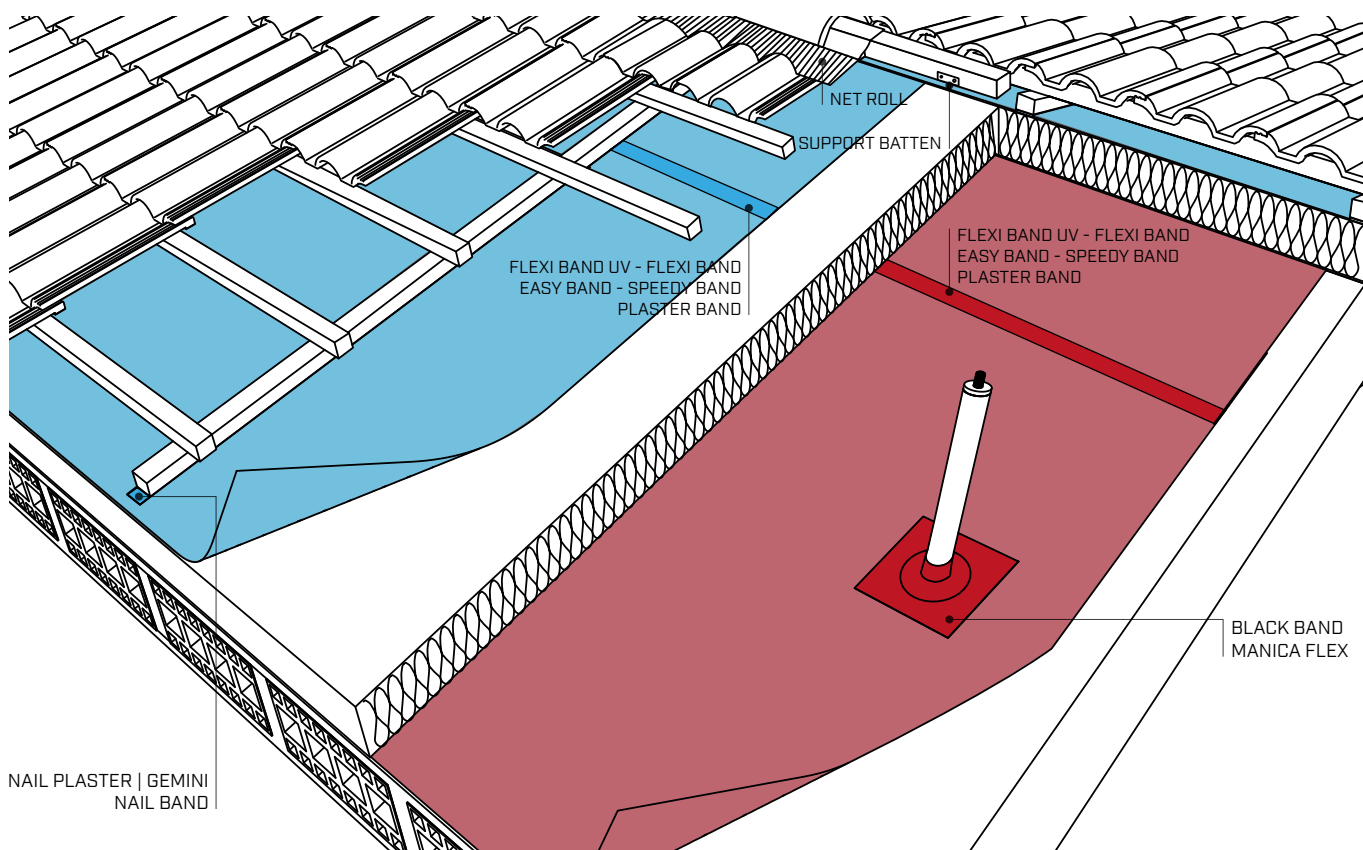 NET ROLL
SUPPORT BATTEN
FLEXI BAND UV - FLEXI BAND
EASY BAND - SPEEDY BAND
PLASTER BAND
FLEXI BAND UV - FLEXI BAND
EASY BAND - SPEEDY BAND
PLASTER BAND
BLACK BAND
MANICA FLEX
NAIL PLASTER | GEMINI
NAIL BAND